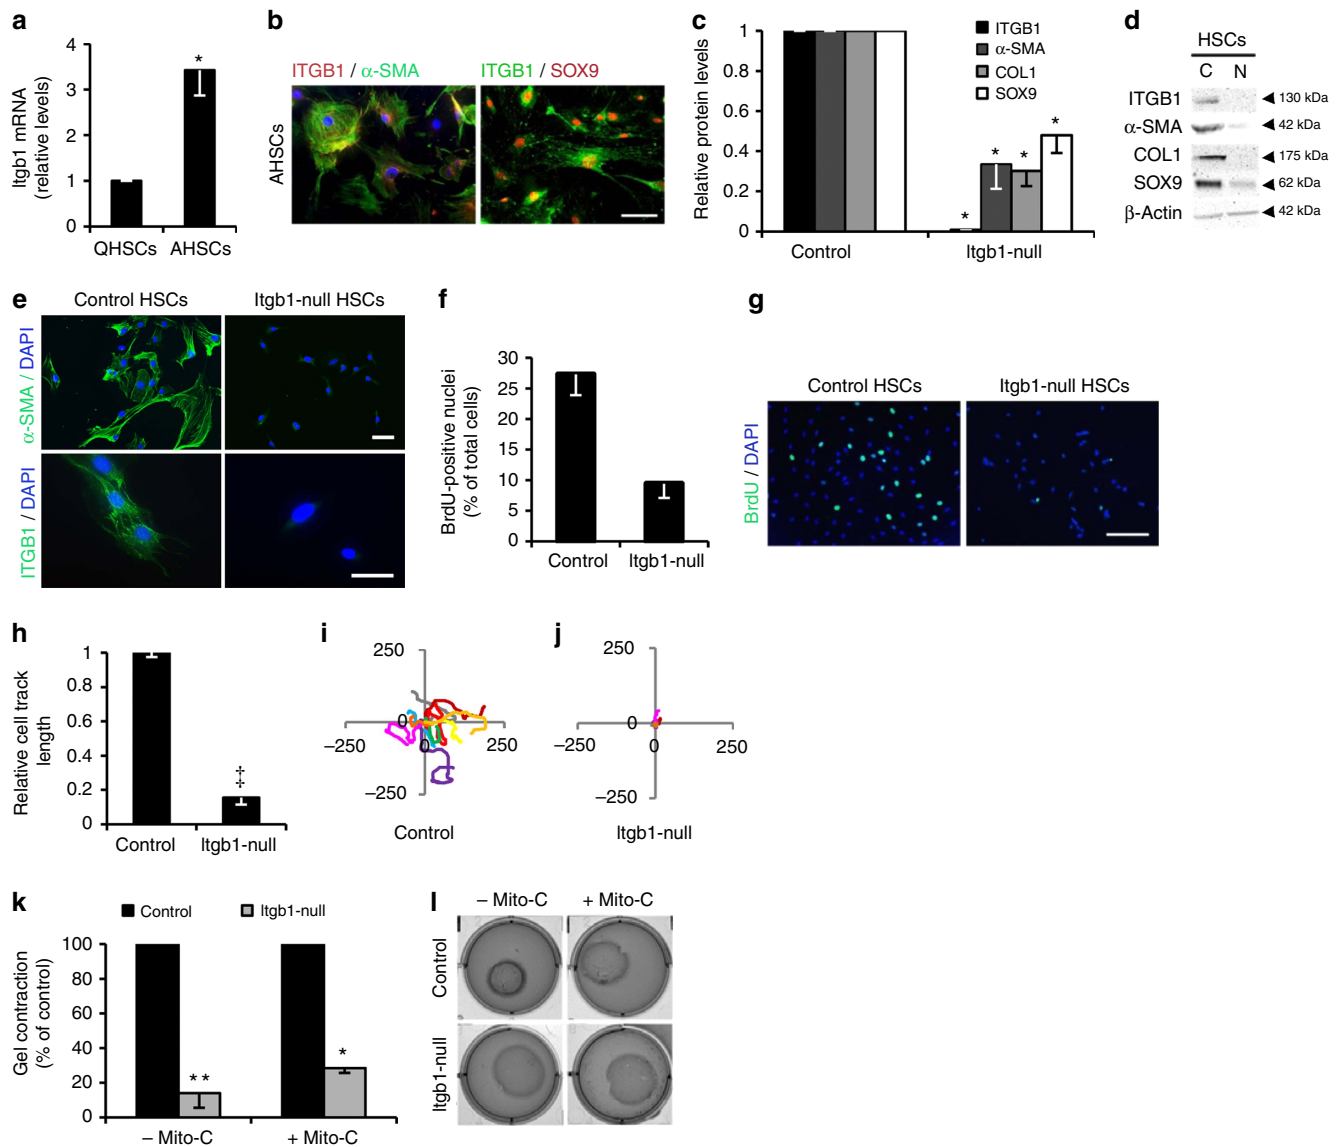 a
Itgb1 mRNA
(relative levels)
4
3
2
1
0
*
QHSCs
AHSCs
b
ITGB1 / α-SMA
ITGB1 / SOX9
AHSCs
c
Relative protein levels
1
0.8
0.6
0.4
0.2
0
ITGB1
α-SMA
COL1
SOX9
*
*
*
*
Control
Itgb1-null
d
HSCs
C N
ITGB1 130 kDa
α-SMA 42 kDa
COL1 175 kDa
SOX9 62 kDa
β-Actin 42 kDa
e
Control HSCs
Itgb1-null HSCs
α-SMA / DAPI
ITGB1 / DAPI
f
BrdU-positive nuclei
(% of total cells)
30
25
20
15
10
5
0
Control
Itgb1-null
g
Control HSCs
Itgb1-null HSCs
BrdU / DAPI
h
Relative cell track
length
1
0.8
0.6
0.4
0.2
0
‡
Control
Itgb1-null
i
250
0
–250
0
250
–250
Control
j
250
0
–250
0
250
–250
Itgb1-null
k
Control
Itgb1-null
Gel contraction
(% of control)
100
80
60
40
20
0
**
*
– Mito-C
+ Mito-C
l
– Mito-C
+ Mito-C
Control
Itgb1-null